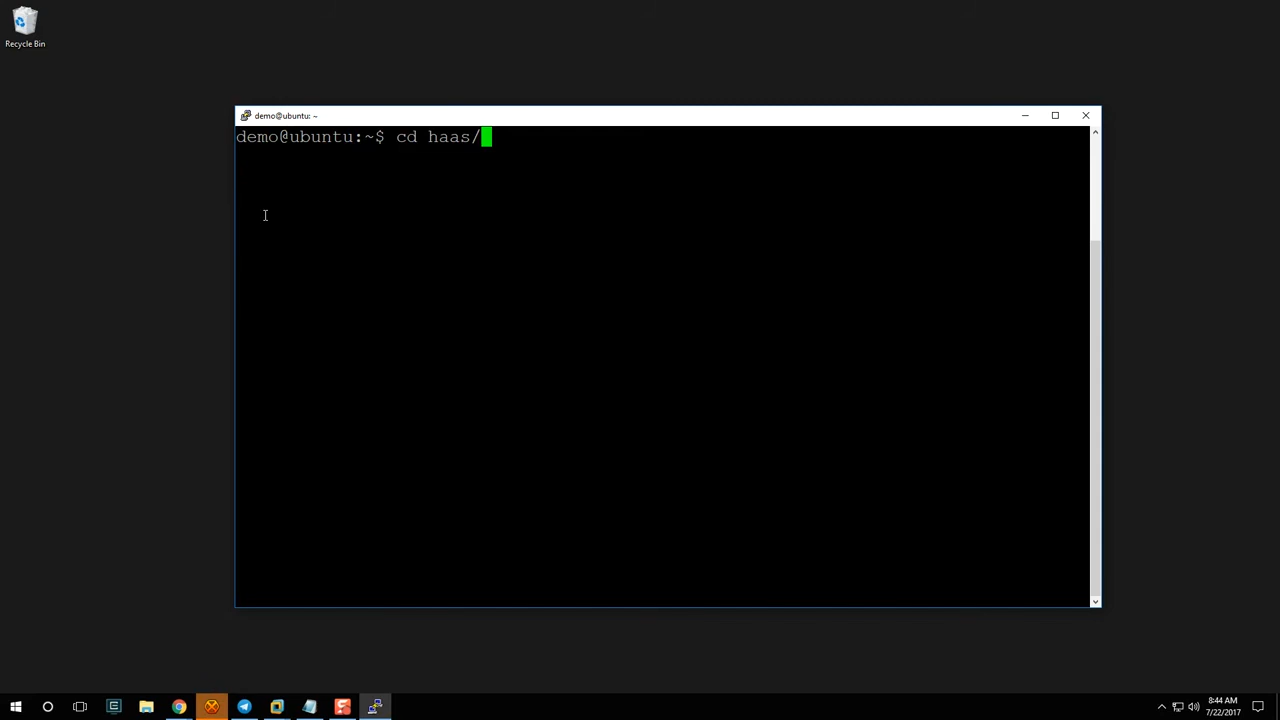 Recycle Bin
demo@ubuntu: ~
demo@ubuntu:~$ cd haas/
8:44 AM
7/22/2017